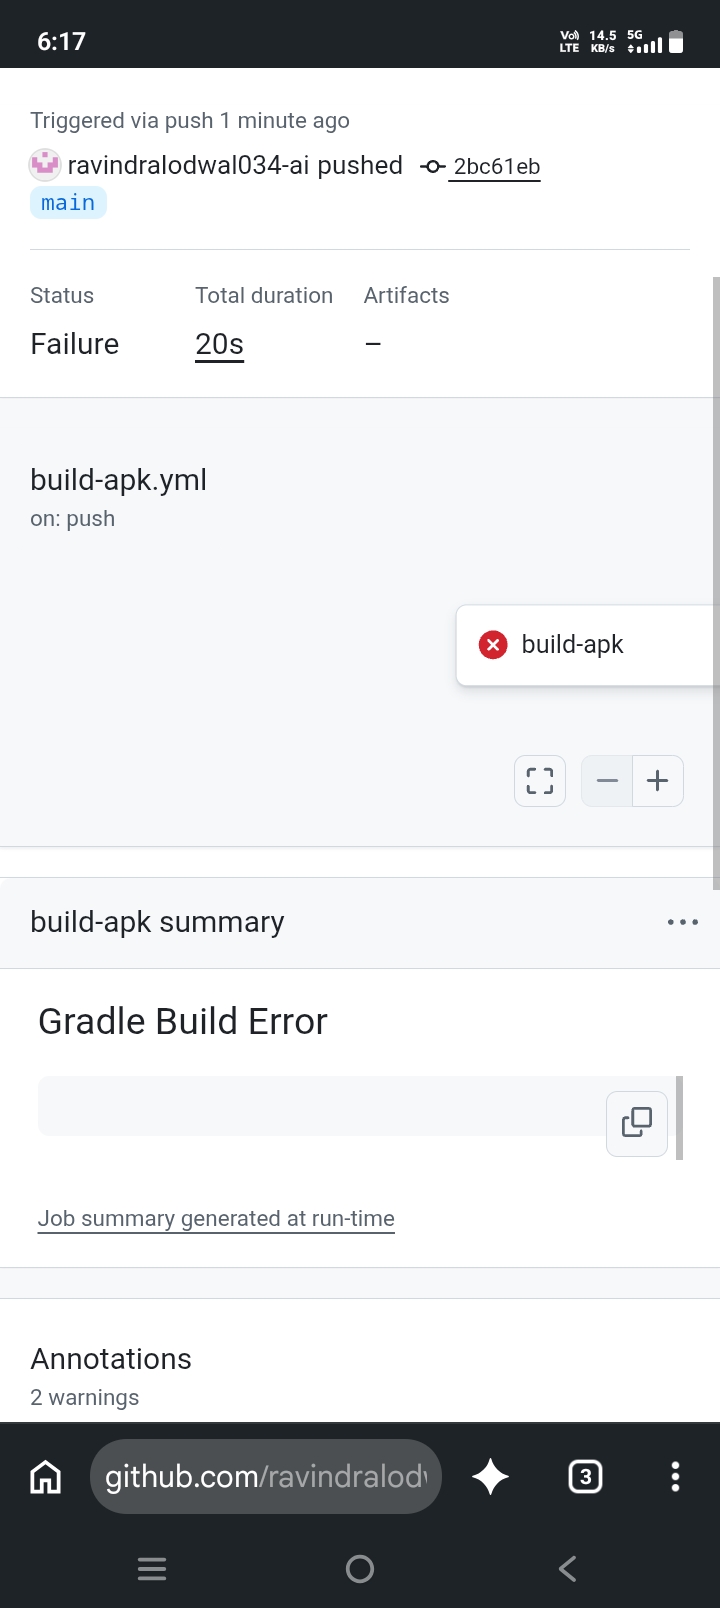 6:17
Vo)) LTE 14.5 KB/s 5G
Triggered via push 1 minute ago
ravindralodwal034-ai pushed 2bc61eb
main
Status Total duration Artifacts
Failure 20s –
build-apk.yml
on: push
build-apk
build-apk summary
Gradle Build Error
Job summary generated at run-time
Annotations
2 warnings
github.com/ravindralod
3